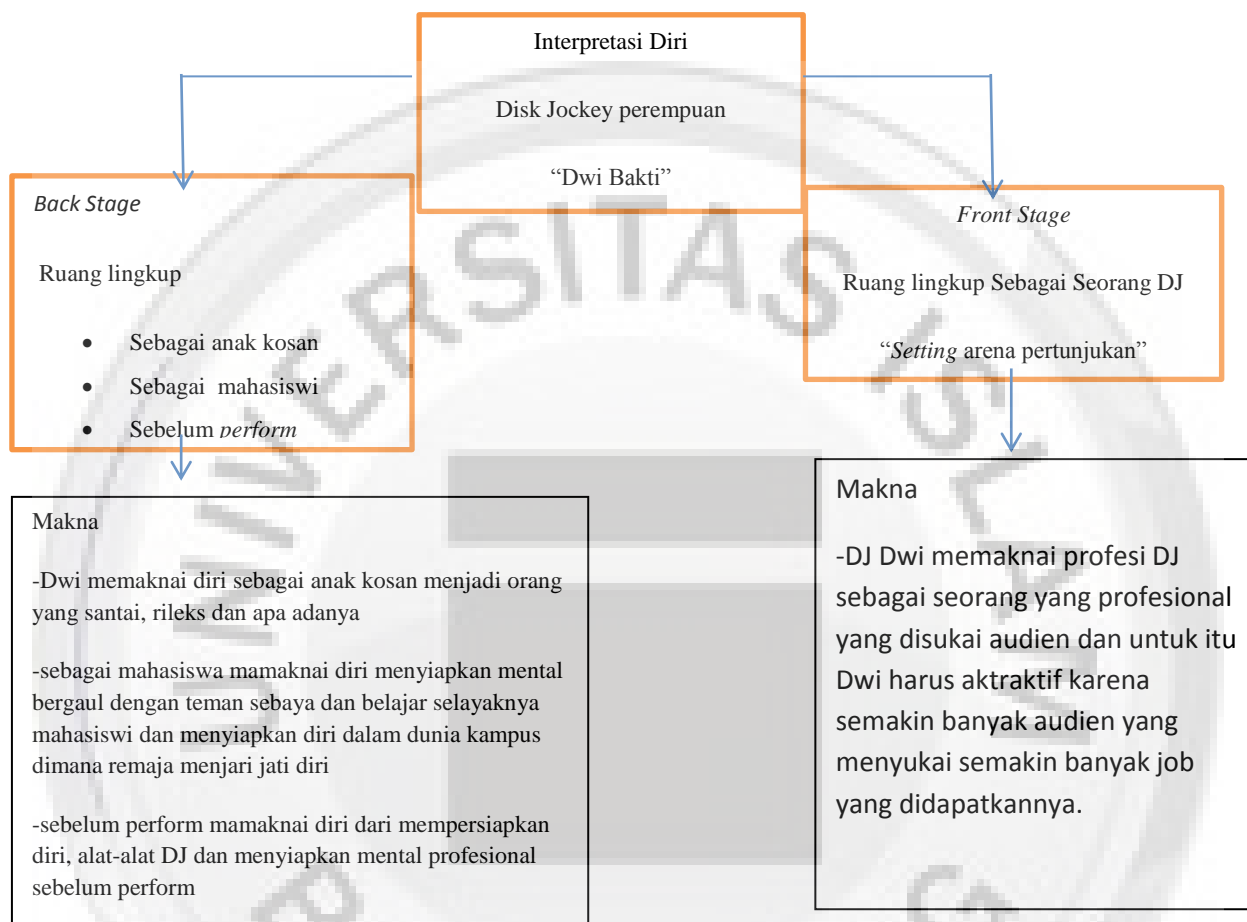 Interpretasi Diri
Disk Jockey perempuan
“Dwi Bakti”
Back Stage
Ruang lingkup
• Sebagai anak kosan
• Sebagai mahasiswi
• Sebelum perform
Front Stage
Ruang lingkup Sebagai Seorang DJ
“Setting arena pertunjukan”
Makna
-Dwi memaknai diri sebagai anak kosan menjadi orang
yang santai, rileks dan apa adanya
-sebagai mahasiswa mamaknai diri menyiapkan mental
bergaul dengan teman sebaya dan belajar selayaknya
mahasiswi dan menyiapkan diri dalam dunia kampus
dimana remaja menjari jati diri
-sebelum perform mamaknai diri dari mempersiapkan
diri, alat-alat DJ dan menyiapkan mental profesional
sebelum perform
Makna
-DJ Dwi memaknai profesi DJ
sebagai seorang yang profesional
yang disukai audien dan untuk itu
Dwi harus aktraktif karena
semakin banyak audien yang
menyukai semakin banyak job
yang didapatkannya.
UNIVERSITAS ISLAM